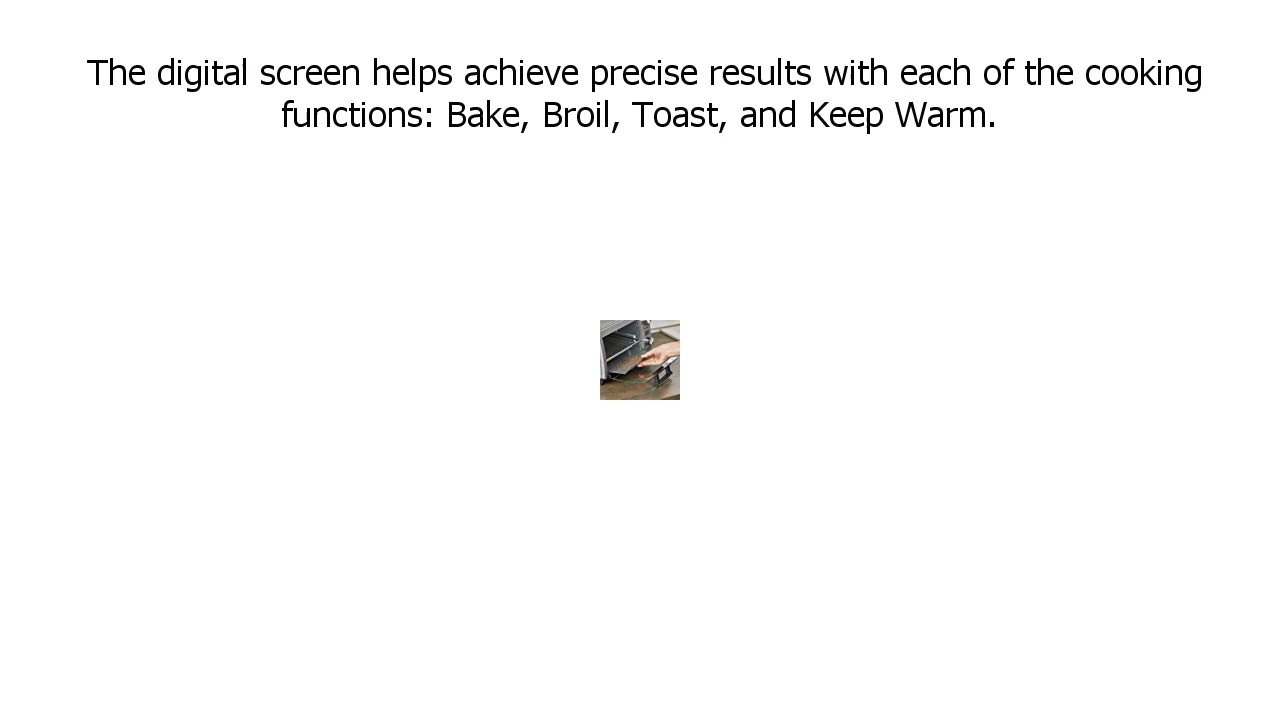 The digital screen helps achieve precise results with each of the cooking
functions: Bake, Broil, Toast, and Keep Warm.